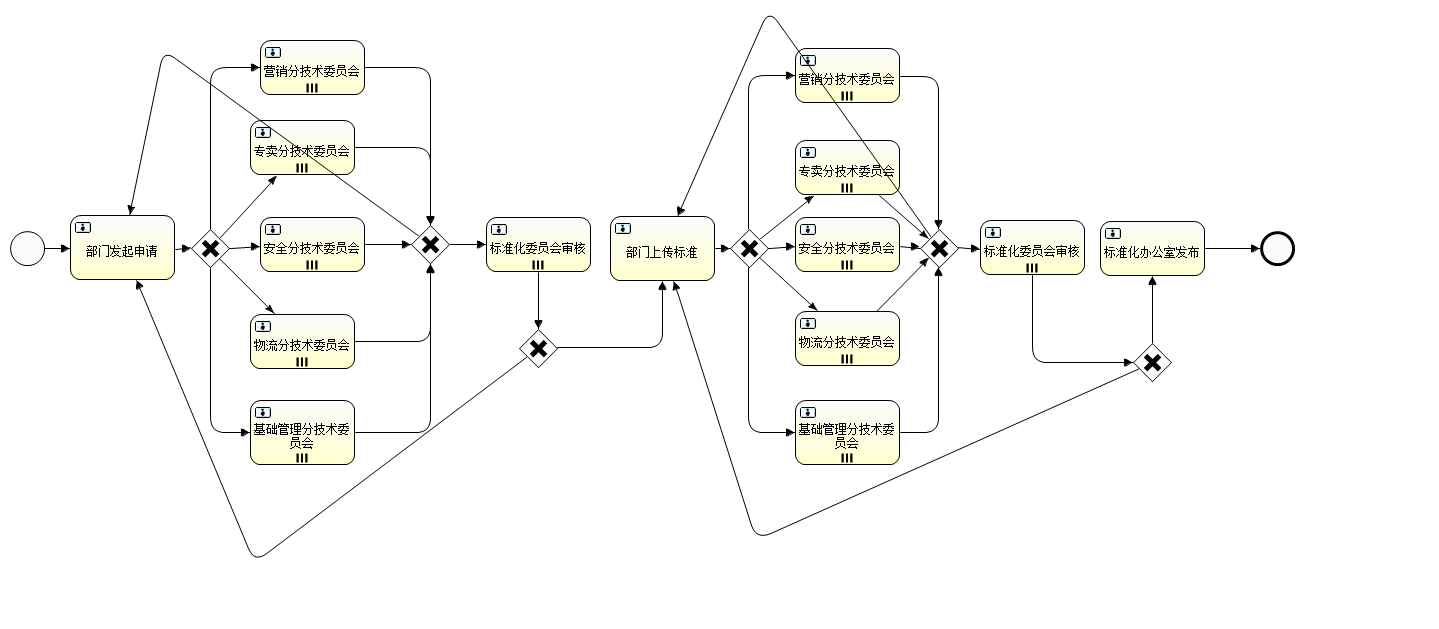 营销分技术委员会
专卖分技术委员会
部门发起申请
安全分技术委员会
标准化委员会审核
物流分技术委员会
基础管理分技术委
员会
营销分技术委员会
专卖分技术委员会
部门上传标准
安全分技术委员会
标准化委员会审核
标准化办公室发布
物流分技术委员会
基础管理分技术委
员会